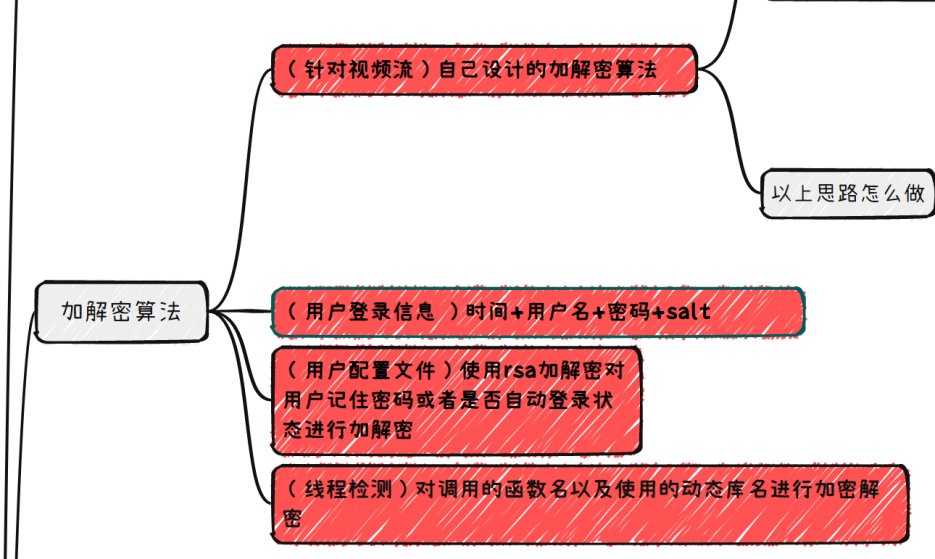 （针对视频流）自己设计的加解密算法
以上思路怎么做
加解密算法
（用户登录信息 ）时间+用户名+密码+salt
（用户配置文件）使用rsa加解密对
用户记住密码或者是否自动登录状
态进行加解密
（线程检测）对调用的函数名以及使用的动态库名进行加密解
密